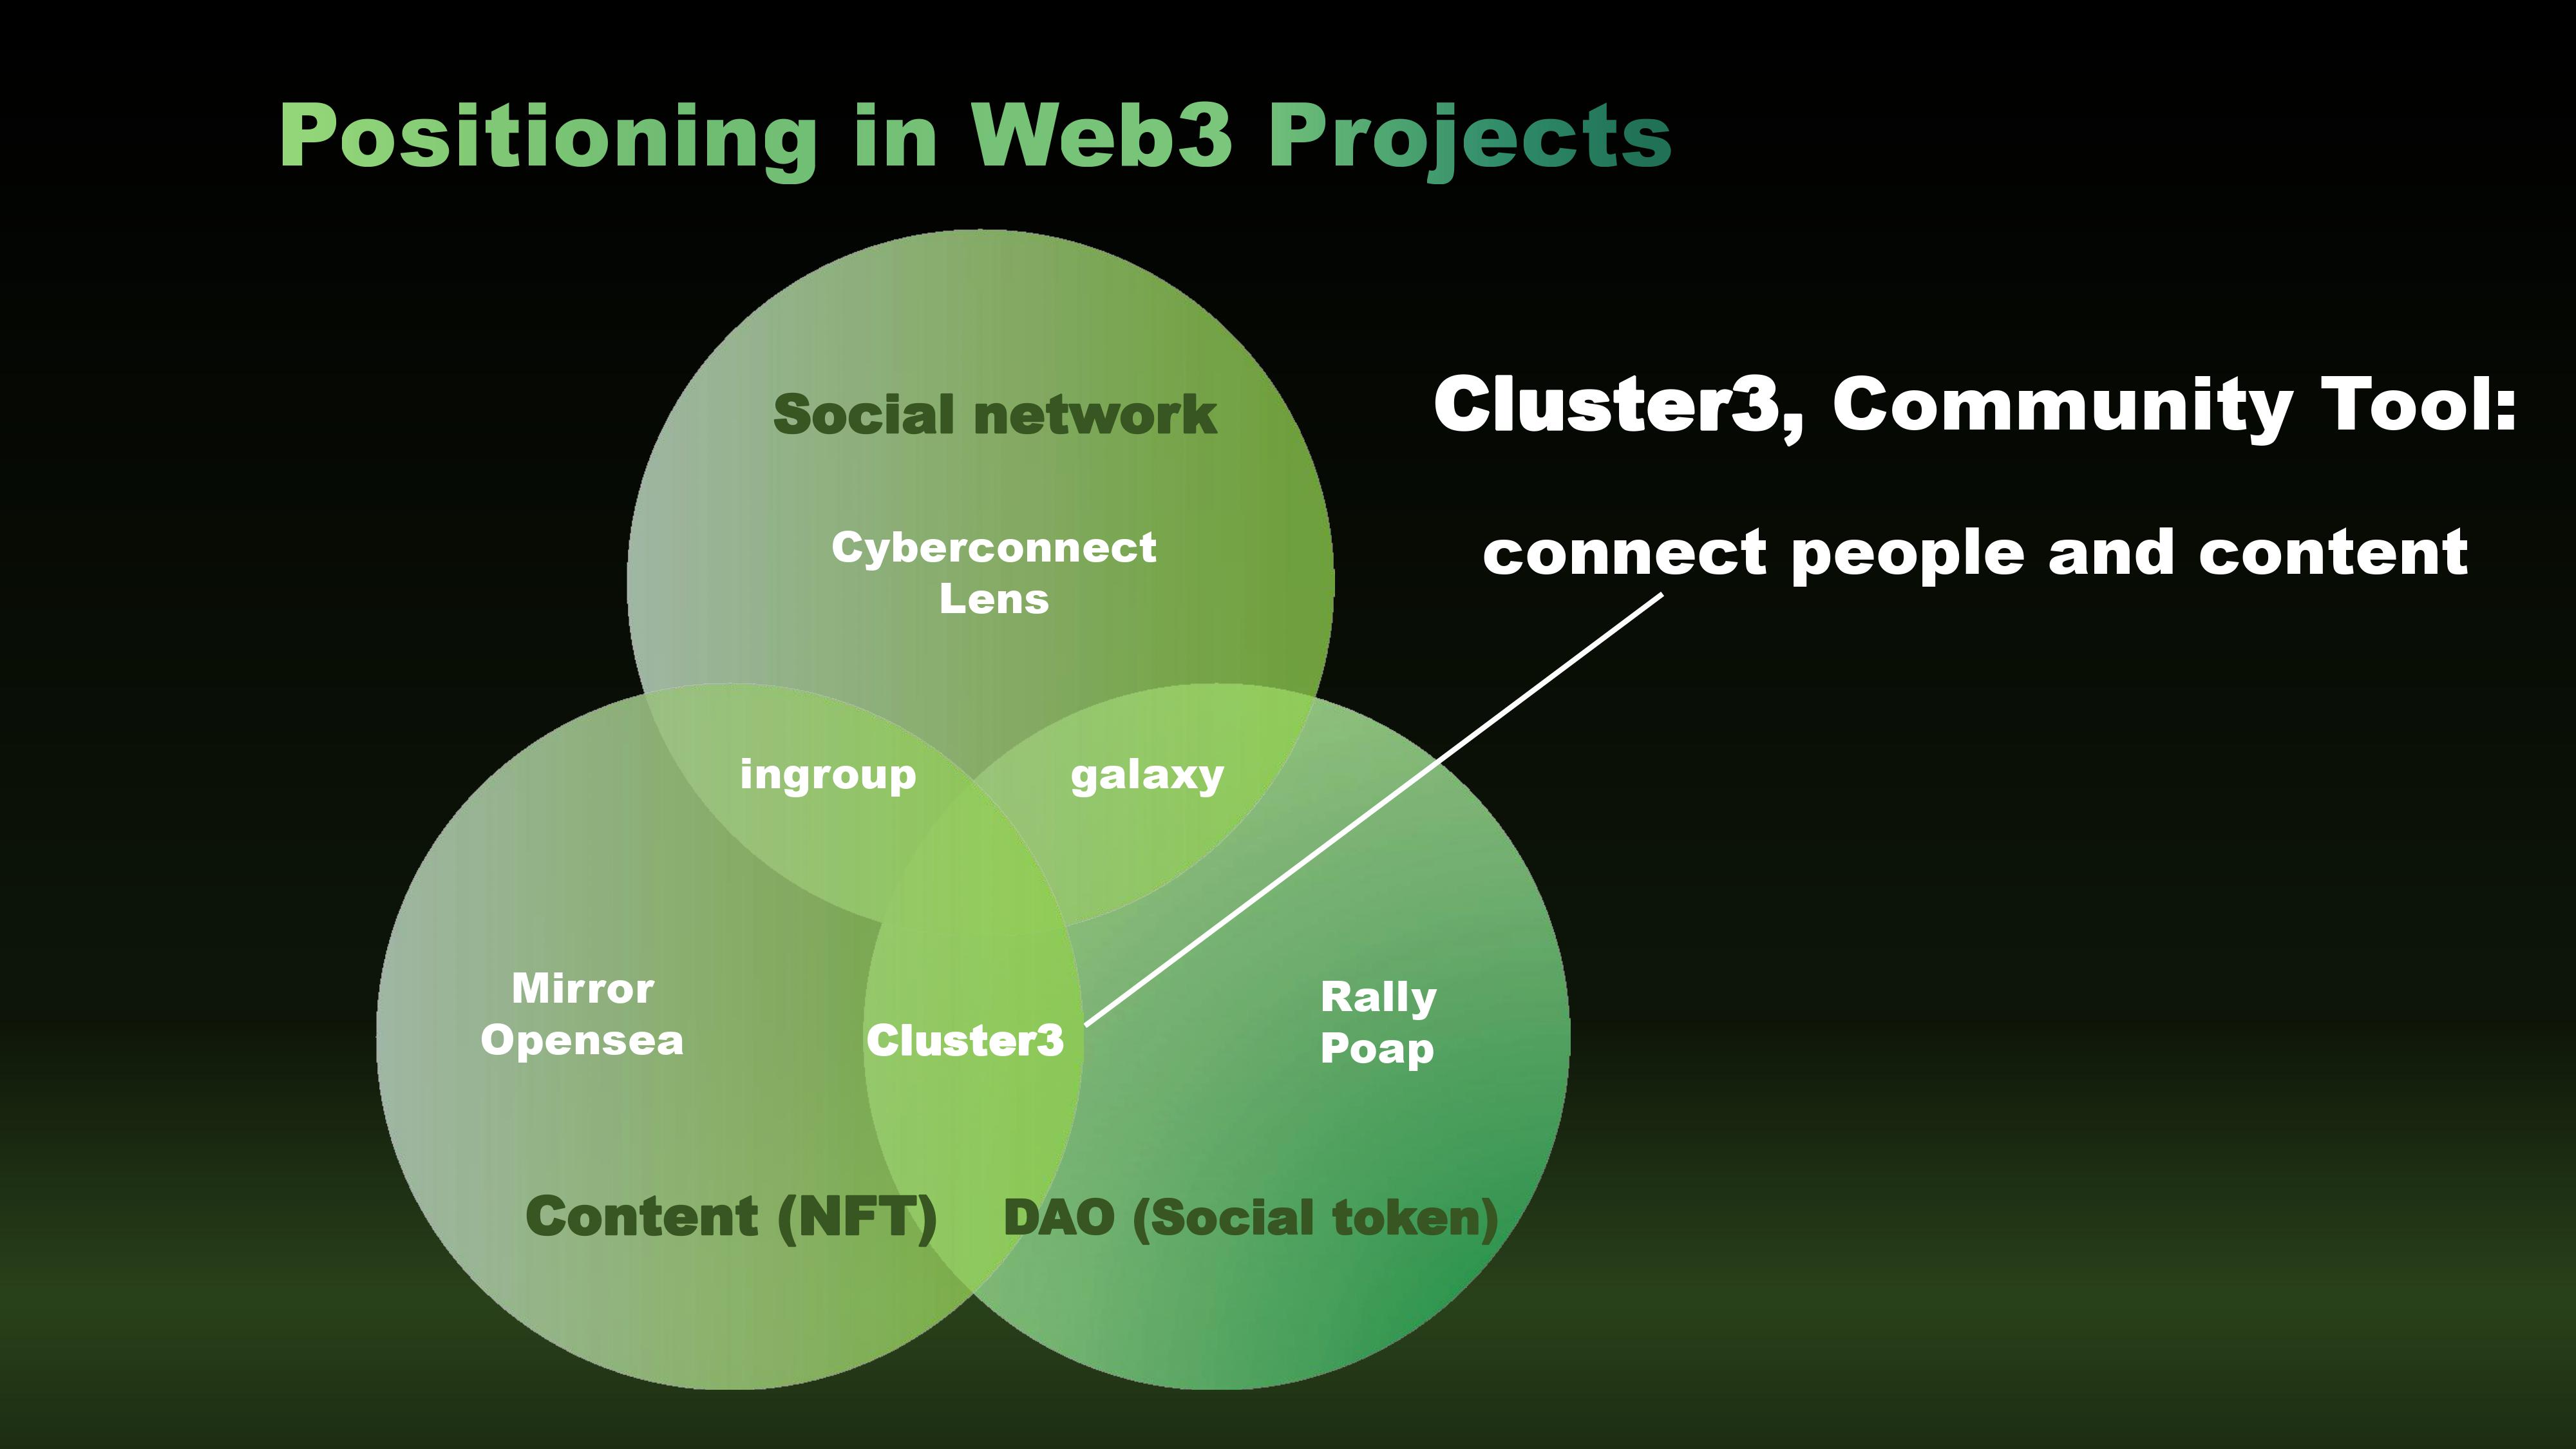 Positioning in Web3 Projects
Social network
Cyberconnect
Lens
Cluster3, Community Tool:
connect people and content
ingroup
galaxy
Mirror
Opensea
Cluster3
Rally
Poap
Content (NFT)
DAO (Social token)